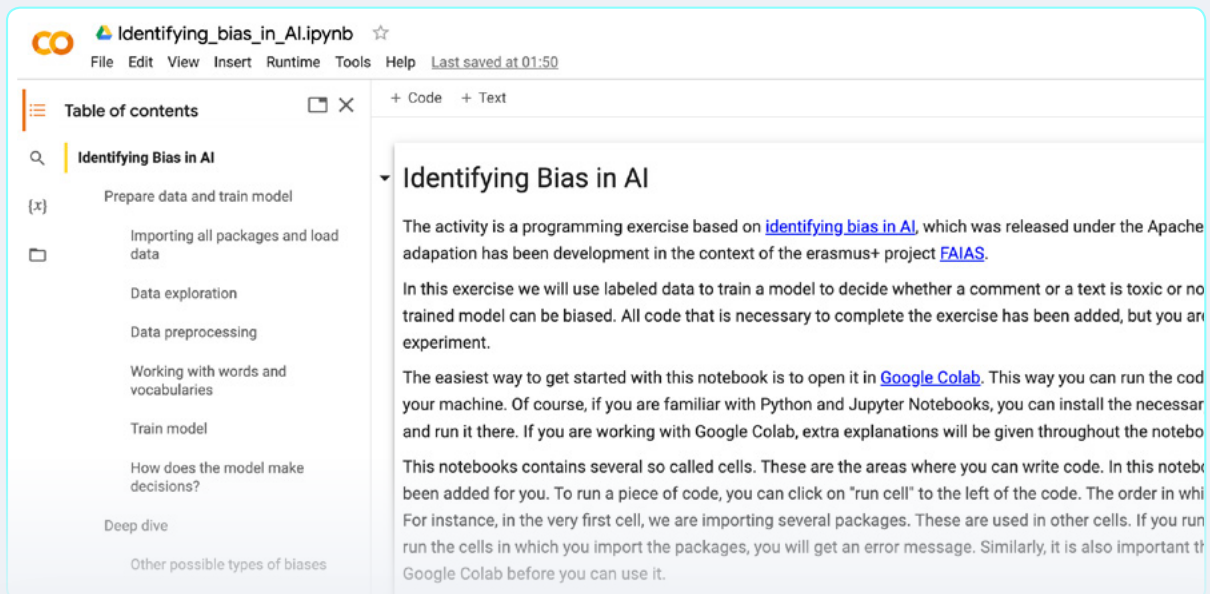 Identifying_bias_in_AI.ipynb
File Edit View Insert Runtime Tools Help Last saved at 01:50
Table of contents
Identifying Bias in AI
Prepare data and train model
Importing all packages and load
data
Data exploration
Data preprocessing
Working with words and
vocabularies
Train model
How does the model make
decisions?
Deep dive
Other possible types of biases
+ Code + Text
Identifying Bias in AI
The activity is a programming exercise based on identifying bias in AI, which was released under the Apache
adapation has been development in the context of the erasmus+ project FAIAS.
In this exercise we will use labeled data to train a model to decide whether a comment or a text is toxic or no
trained model can be biased. All code that is necessary to complete the exercise has been added, but you ar
experiment.
The easiest way to get started with this notebook is to open it in Google Colab. This way you can run the cod
your machine. Of course, if you are familiar with Python and Jupyter Notebooks, you can install the necessar
and run it there. If you are working with Google Colab, extra explanations will be given throughout the notebo
This notebooks contains several so called cells. These are the areas where you can write code. In this notebo
been added for you. To run a piece of code, you can click on "run cell" to the left of the code. The order in whi
For instance, in the very first cell, we are importing several packages. These are used in other cells. If you run
run the cells in which you import the packages, you will get an error message. Similarly, it is also important th
Google Colab before you can use it.